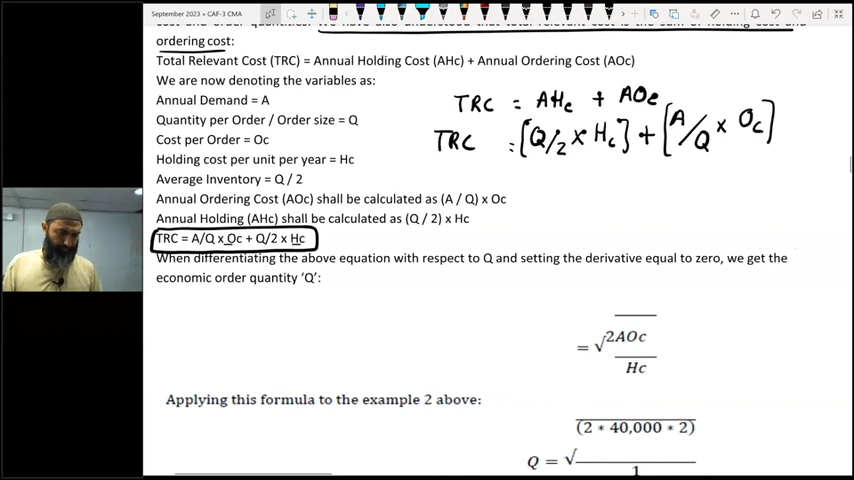 September 2023 » CAF-3 CMA
ordering cost:
Total Relevant Cost (TRC) = Annual Holding Cost (AHc) + Annual Ordering Cost (AOc)
We are now denoting the variables as:
Annual Demand = A
TRC = AHc + AOc
Quantity per Order / Order size = Q
TRC = [Q/2 × Hc] + [A/Q × Oc]
Cost per Order = Oc
Holding cost per unit per year = Hc
Average Inventory = Q / 2
Annual Ordering Cost (AOc) shall be calculated as (A / Q) x Oc
Annual Holding (AHc) shall be calculated as (Q / 2) x Hc
TRC = A/Q x Oc + Q/2 x Hc
When differentiating the above equation with respect to Q and setting the derivative equal to zero, we get the
economic order quantity ‘Q’:
= √2AOc
Hc
Applying this formula to the example 2 above:
(2 * 40,000 * 2)
Q = √
1